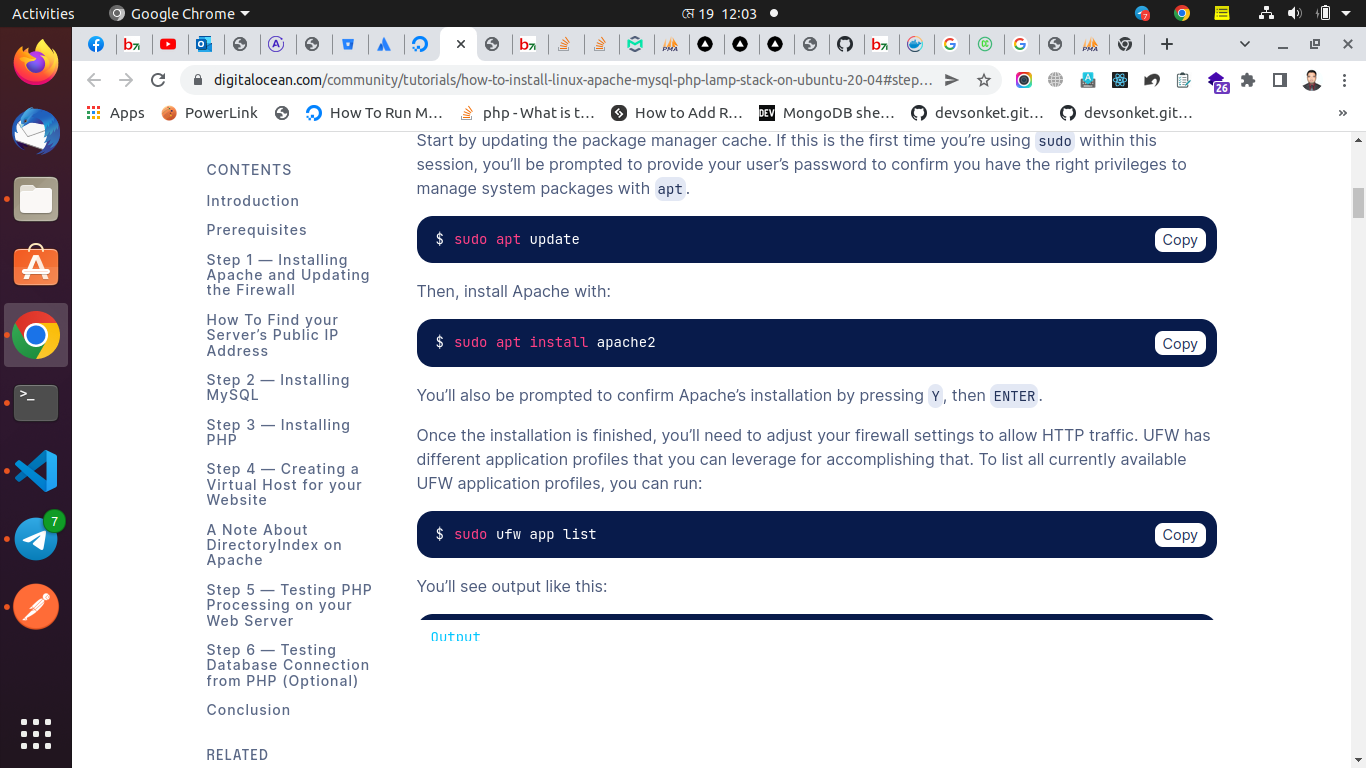 Activities
Google Chrome
মে 19 12:03
7
digitalocean.com/community/tutorials/how-to-install-linux-apache-mysql-php-lamp-stack-on-ubuntu-20-04#step...
26
Apps
PowerLink
How To Run M...
php - What is t...
How to Add R...
MongoDB she...
devsonket.git...
devsonket.git...
»
CONTENTS
Introduction
Prerequisites
Step 1 — Installing
Apache and Updating
the Firewall
How To Find your
Server's Public IP
Address
Step 2 — Installing
MySQL
Step 3 — Installing
PHP
Step 4 — Creating a
Virtual Host for your
Website
A Note About
DirectoryIndex on
Apache
Step 5 — Testing PHP
Processing on your
Web Server
Step 6 — Testing
Database Connection
from PHP (Optional)
Conclusion
RELATED
Start by updating the package manager cache. If this is the first time you're using sudo within this
session, you'll be prompted to provide your user's password to confirm you have the right privileges to
manage system packages with apt.
$ sudo apt update
Copy
Then, install Apache with:
$ sudo apt install apache2
Copy
You'll also be prompted to confirm Apache's installation by pressing Y, then ENTER.
Once the installation is finished, you'll need to adjust your firewall settings to allow HTTP traffic. UFW has
different application profiles that you can leverage for accomplishing that. To list all currently available
UFW application profiles, you can run:
$ sudo ufw app list
Copy
You'll see output like this:
Output
7